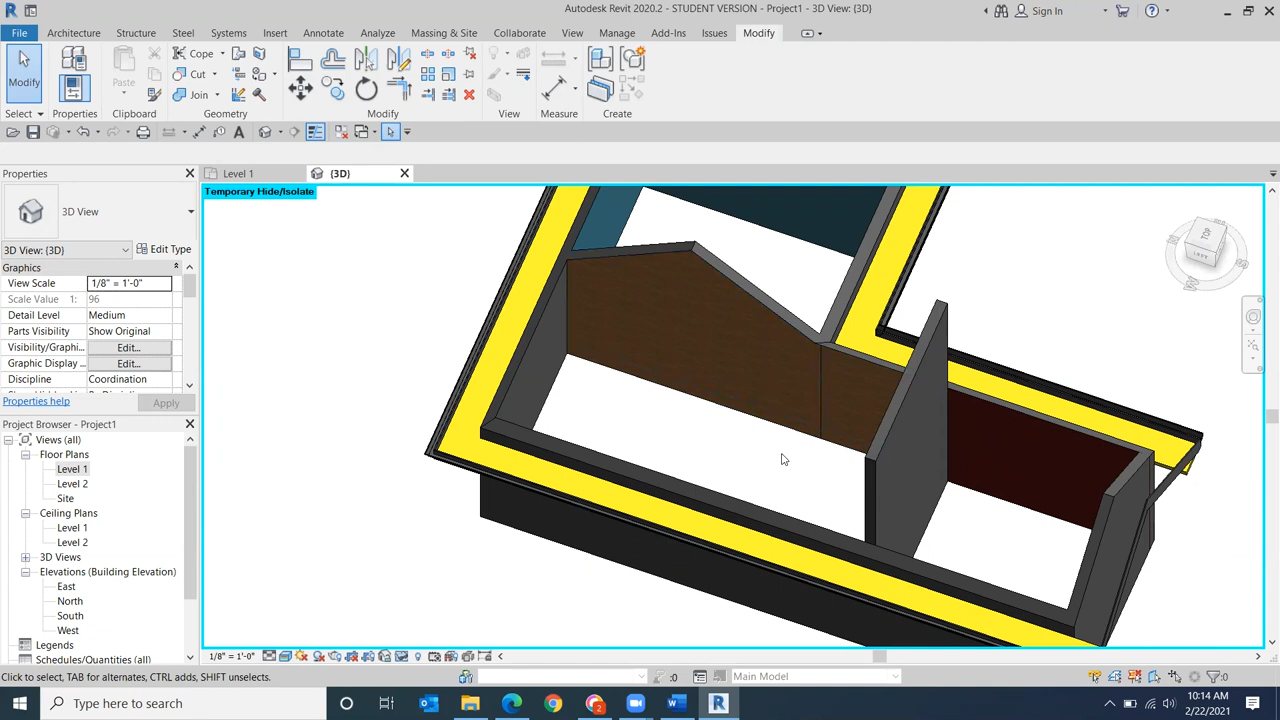 Autodesk Revit 2020.2 - STUDENT VERSION - Project1 - 3D View: {3D}
Sign In
File Architecture Structure Steel Systems Insert Annotate Analyze Massing & Site Collaborate View Manage Add-Ins Issues Modify
Modify
Paste
Cope
Cut
Join
Select Properties Clipboard Geometry Modify View Measure Create
Properties
Level 1
(3D)
Temporary Hide/Isolate
3D View
3D View: {3D}
Edit Type
Graphics
View Scale 1/8" = 1'-0"
Scale Value 1: 96
Detail Level Medium
Parts Visibility Show Original
Visibility/Graphi... Edit...
Graphic Display ... Edit...
Discipline Coordination
Properties help
Apply
Project Browser - Project1
Views (all)
Floor Plans
Level 1
Level 2
Site
Ceiling Plans
Level 1
Level 2
3D Views
Elevations (Building Elevation)
East
North
South
West
Legends
Schedules/Quantities (all)
1/8" = 1'-0"
Click to select, TAB for alternates, CTRL adds, SHIFT unselects.
:0
Main Model
:0
Type here to search
10:14 AM
2/22/2021